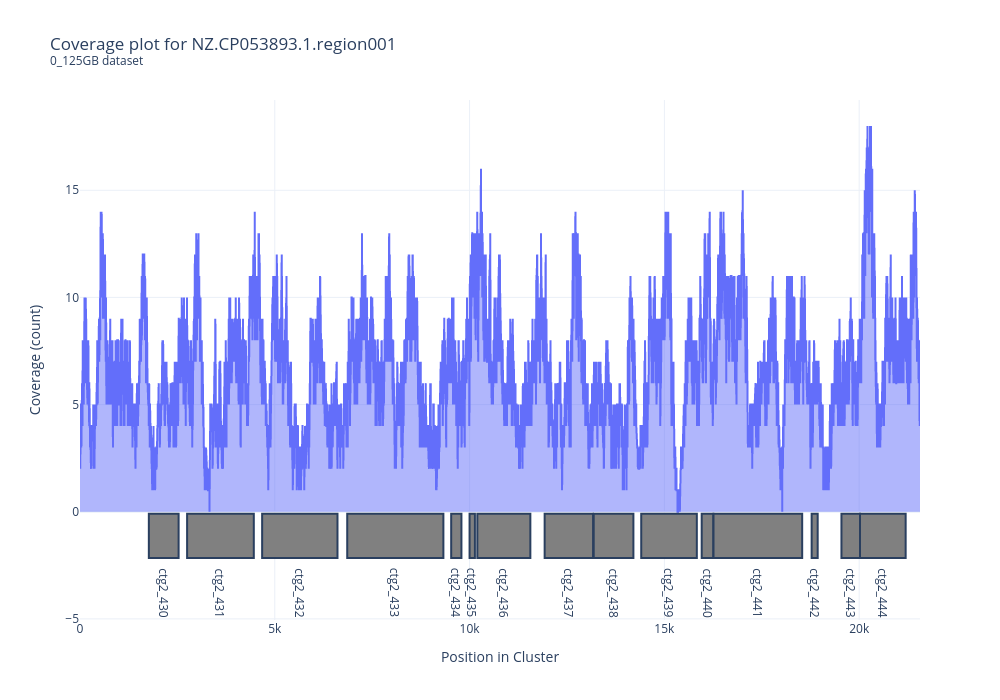 Coverage plot for NZ.CP053893.1.region001
0_125GB dataset
Coverage (count)
15
10
5
0
−5
ctg2_430
ctg2_431
ctg2_432
ctg2_433
ctg2_434
ctg2_435
ctg2_436
ctg2_437
ctg2_438
ctg2_439
ctg2_440
ctg2_441
ctg2_442
ctg2_443
ctg2_444
0
5k
10k
15k
20k
Position in Cluster